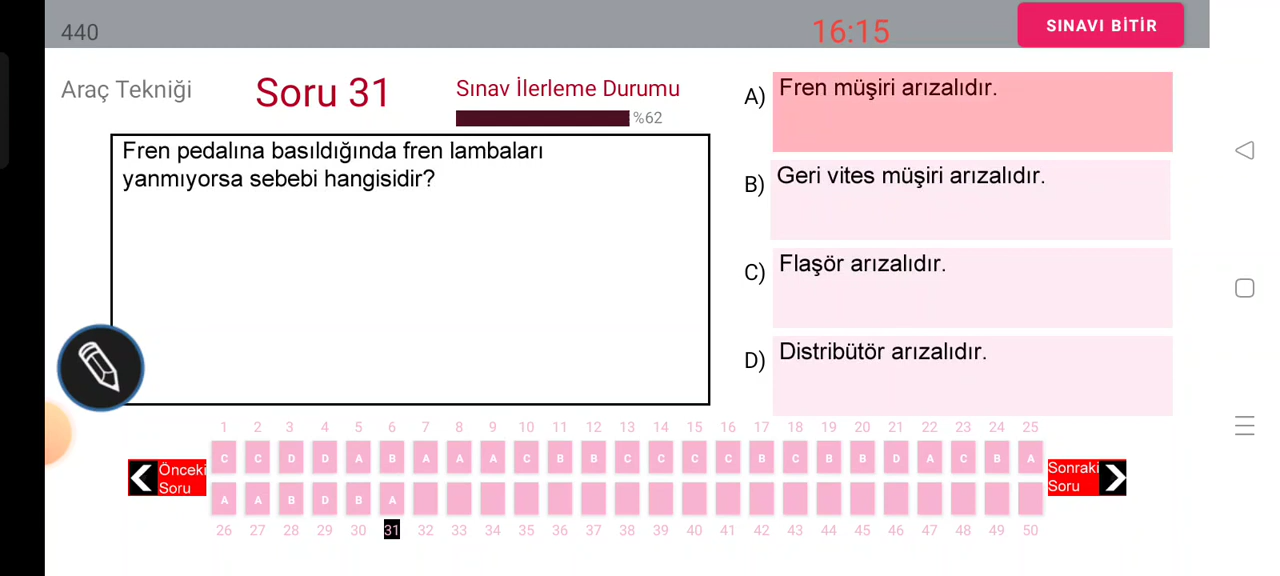 440
16:15
SINAVI BİTİR
Araç Tekniği
Soru 31
Sınav İlerleme Durumu
%62
Fren pedalına basıldığında fren lambaları
yanmıyorsa sebebi hangisidir?
A) Fren müşiri arızalıdır.
B) Geri vites müşiri arızalıdır.
C) Flaşör arızalıdır.
D) Distribütör arızalıdır.
1 2 3 4 5 6 7 8 9 10 11 12 13 14 15 16 17 18 19 20 21 22 23 24 25
C C D D A B A A A C B B C C C C B C B B D A C B A
Önceki
Soru
A A B D B A
Sonraki
Soru
26 27 28 29 30 31 32 33 34 35 36 37 38 39 40 41 42 43 44 45 46 47 48 49 50